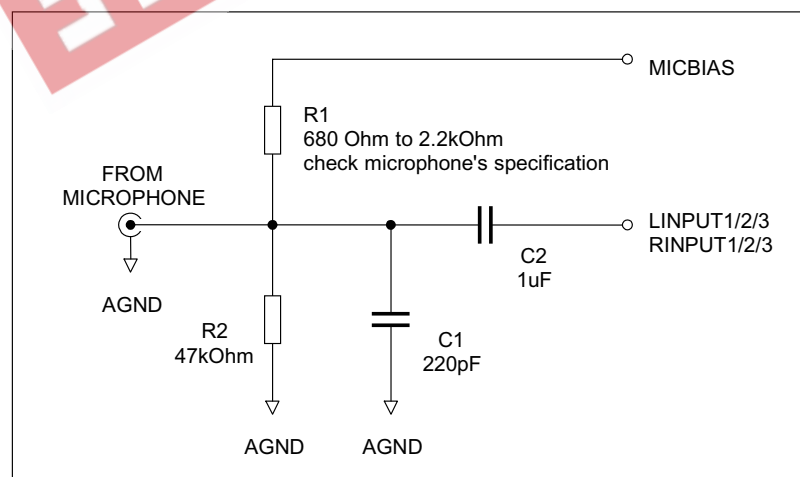 MICBIAS
R1
680 Ohm to 2.2kOhm
check microphone's specification
FROM
MICROPHONE
LINPUT1/2/3
RINPUT1/2/3
C2
1uF
AGND
R2
47kOhm
C1
220pF
AGND
AGND